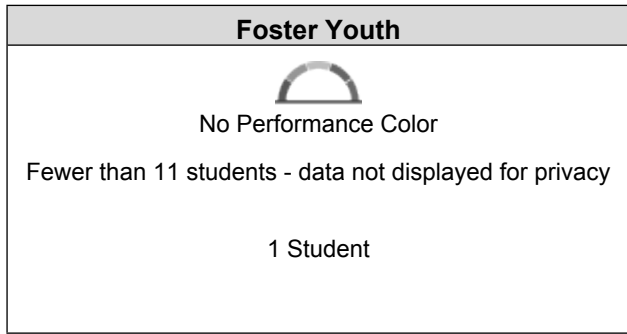 Foster Youth
No Performance Color
Fewer than 11 students - data not displayed for privacy
1 Student